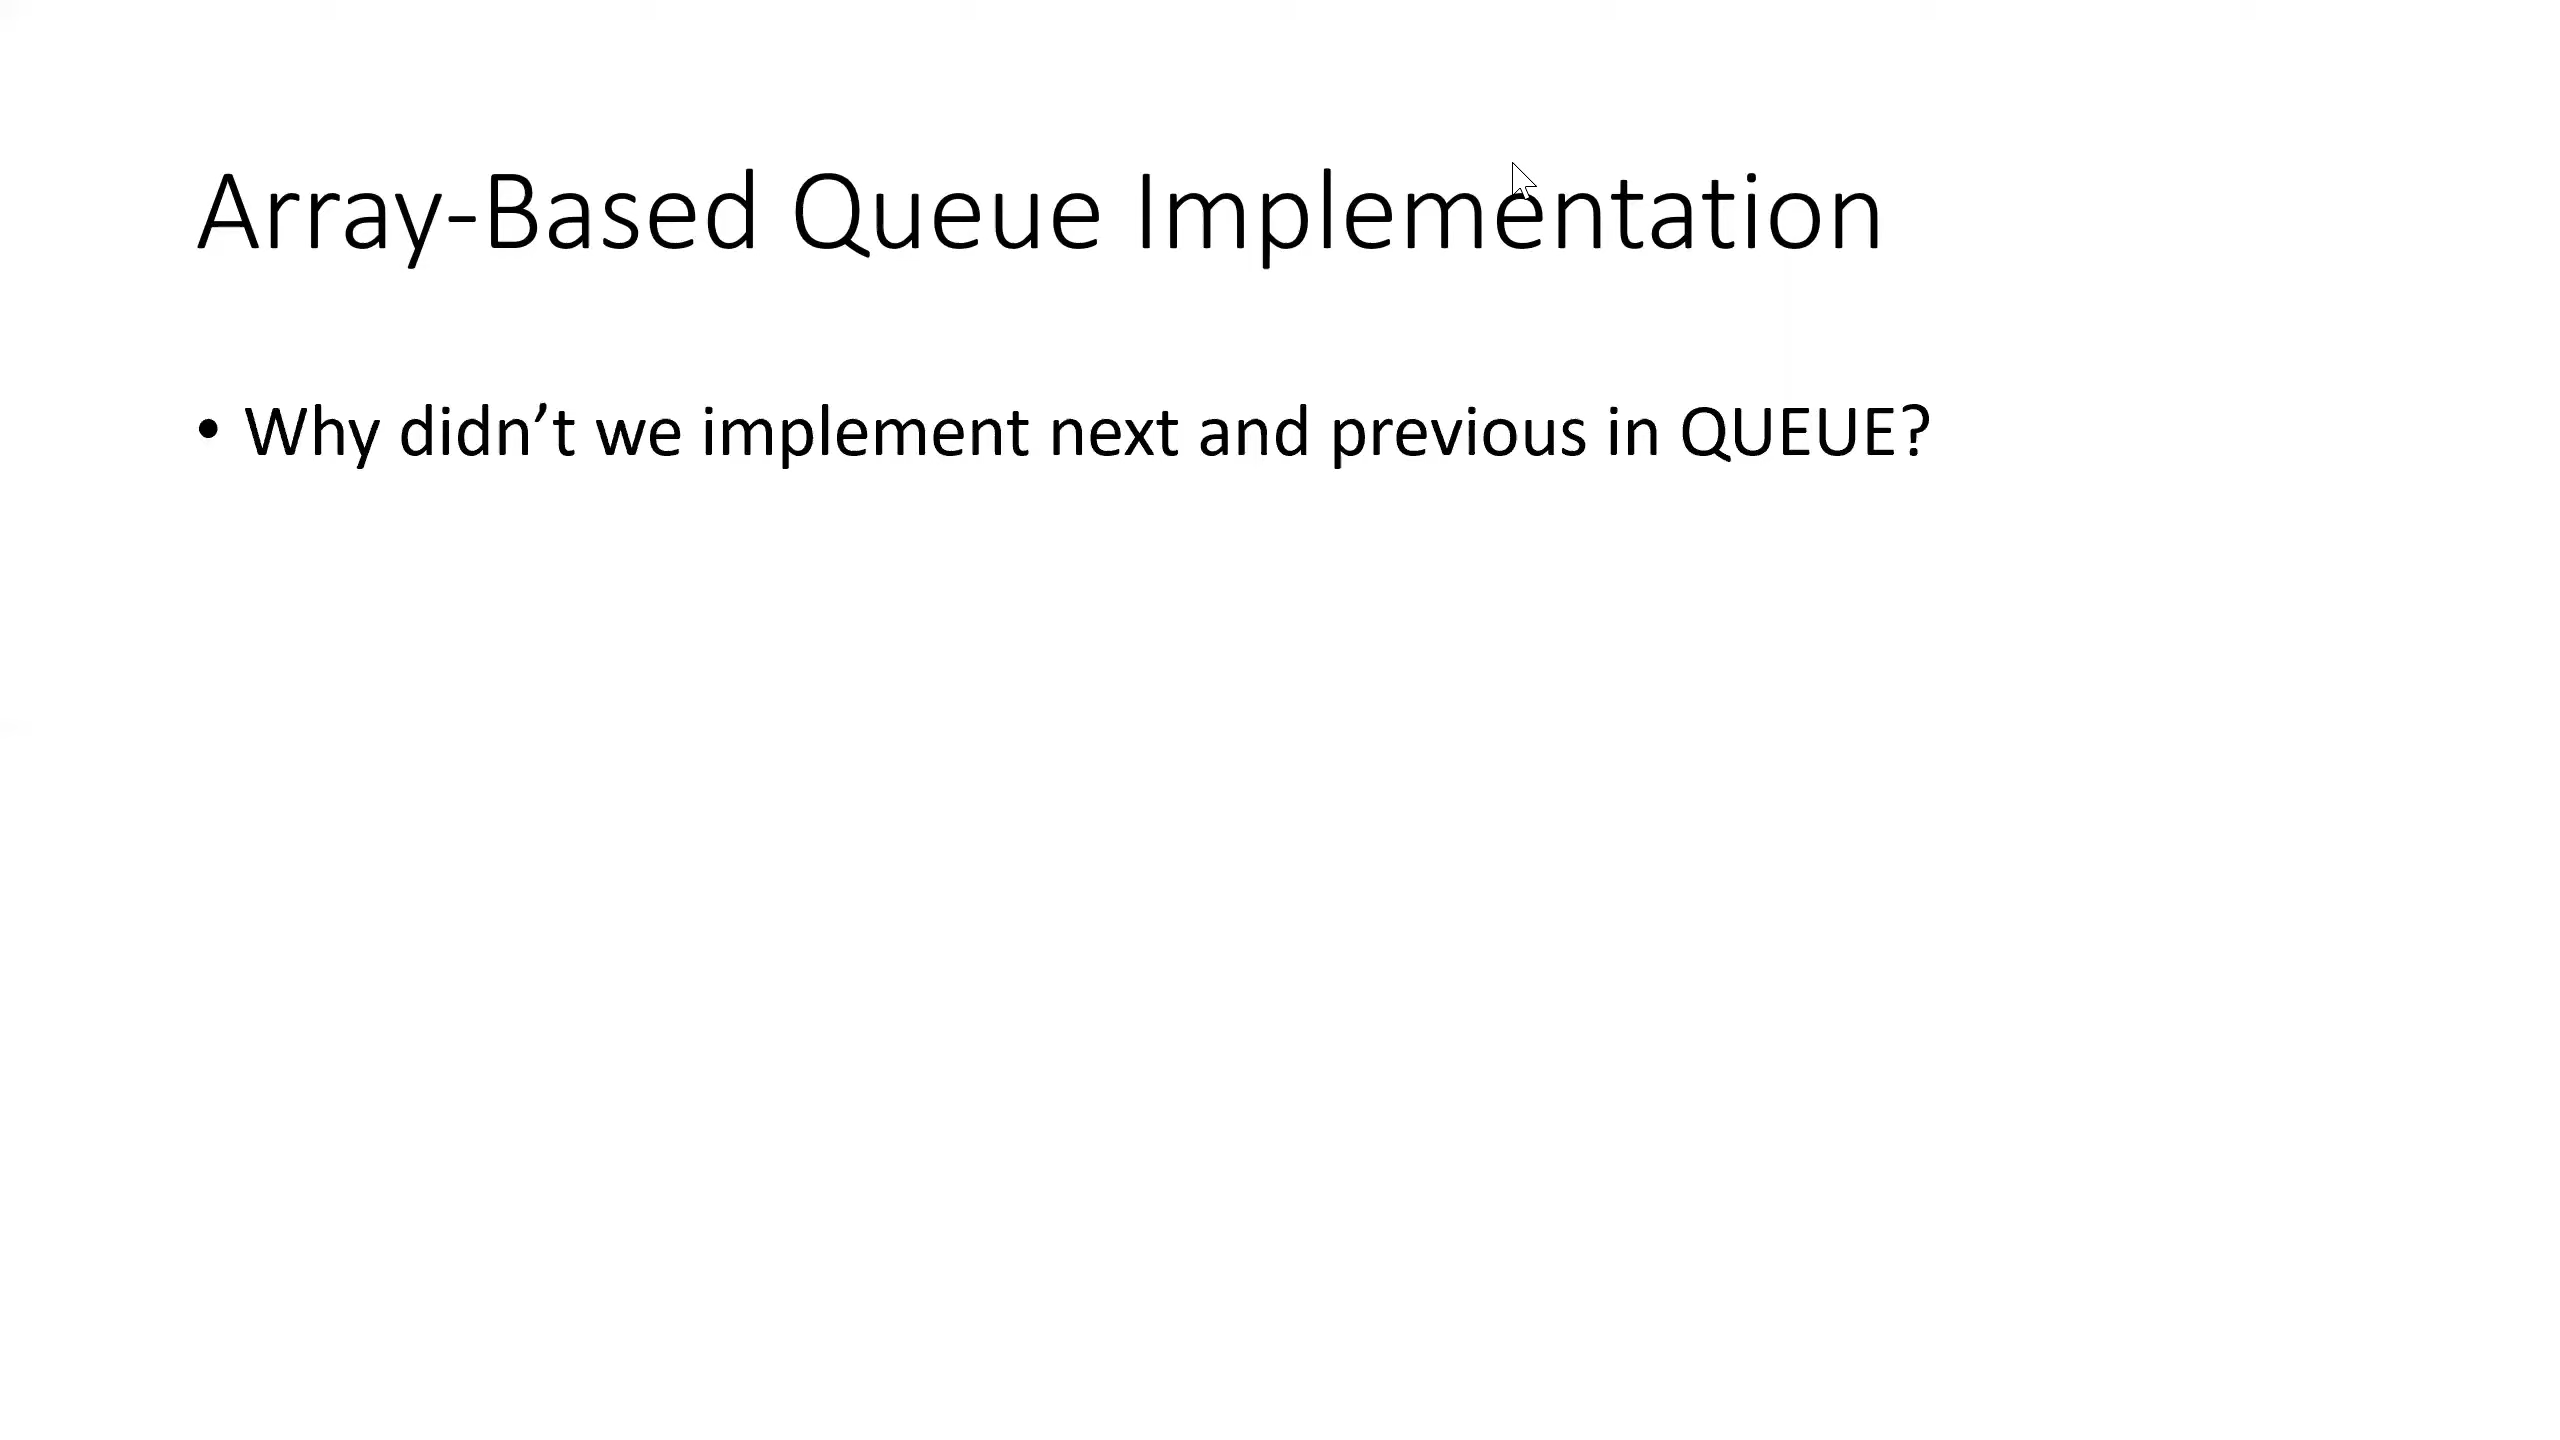 Array-Based Queue Implementation
• Why didn’t we implement next and previous in QUEUE?